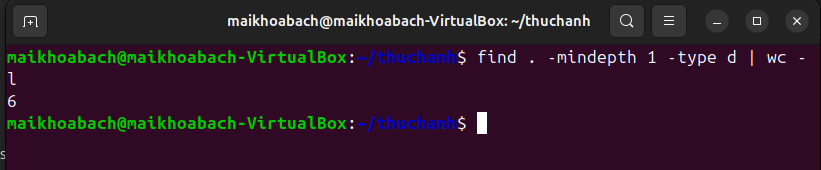 maikhoabach@maikhoabach-VirtualBox: ~/thuchanh
maikhoabach@maikhoabach-VirtualBox:~/thuchanh$ find . -mindepth 1 -type d | wc -
l
6
maikhoabach@maikhoabach-VirtualBox:~/thuchanh$
s